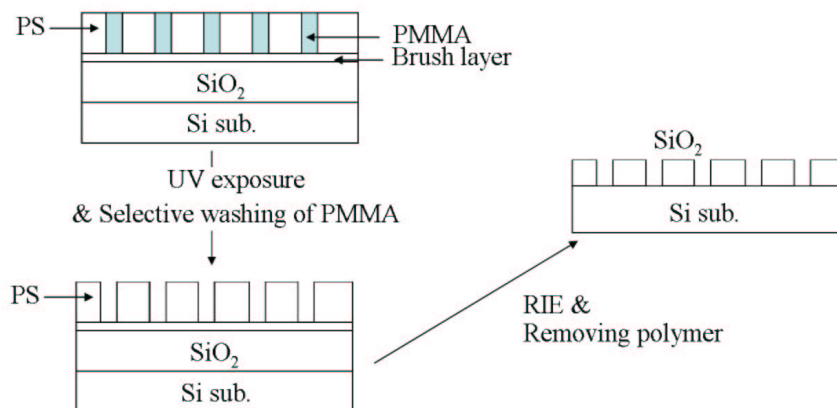 PS
PMMA
Brush layer
SiO₂
Si sub.
UV exposure
& Selective washing of PMMA
PS
SiO₂
Si sub.
RIE &
Removing polymer
SiO₂
Si sub.